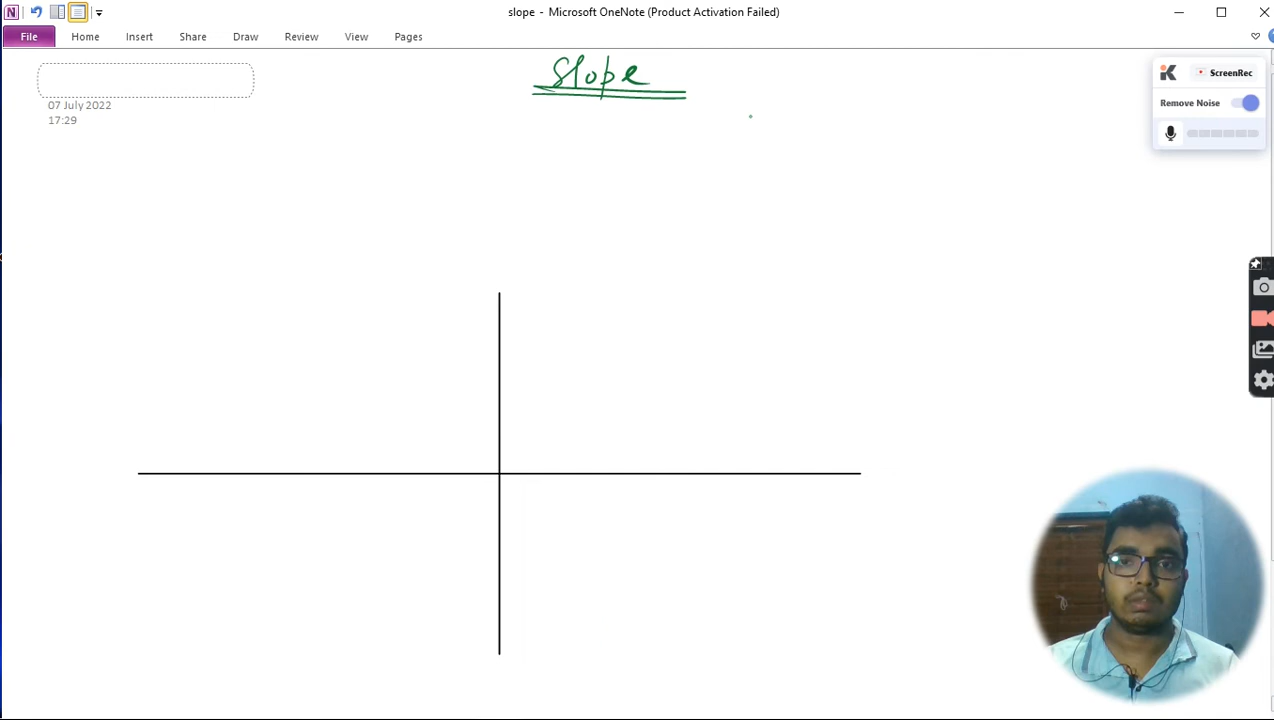 slope - Microsoft OneNote (Product Activation Failed)
File Home Insert Share Draw Review View Pages
Slope
07 July 2022
17:29
ScreenRec
Remove Noise